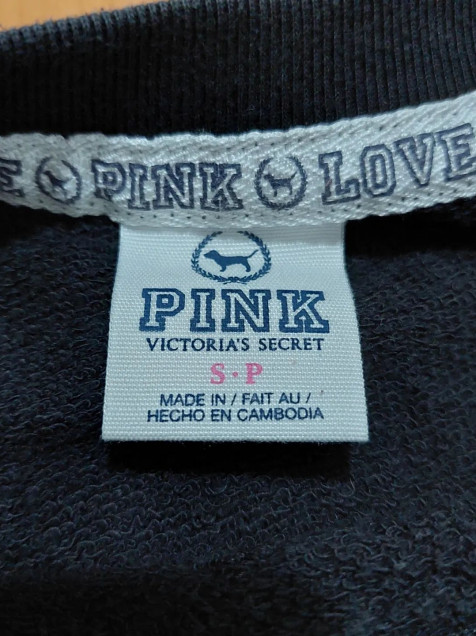 E PINK LOVE
PINK
VICTORIA'S SECRET
S·P
MADE IN / FAIT AU /
HECHO EN CAMBODIA